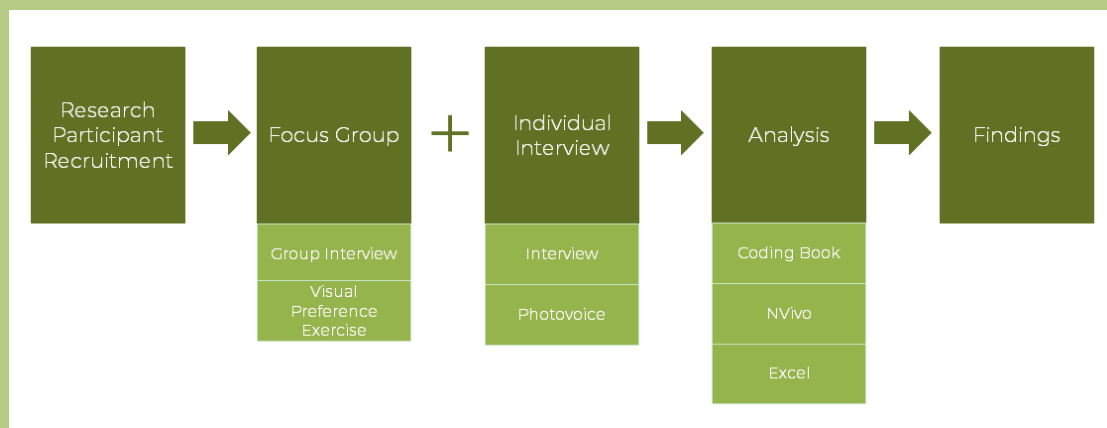 Research
Participant
Recruitment
Focus Group
+
Individual
Interview
Analysis
Findings
Group Interview
Visual
Preference
Exercise
Interview
Photovoice
Coding Book
NVivo
Excel